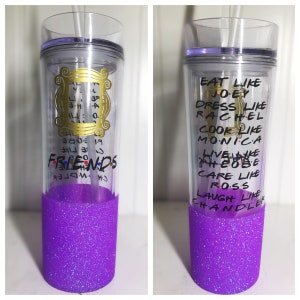 FRIENDS
EAT LIKE
JOEY
DRESS LIKE
RACHEL
COOK LIKE
MONICA
LIVE LIKE
PHOEBE
CARE LIKE
ROSS
LAUGH LIKE
CHANDLER